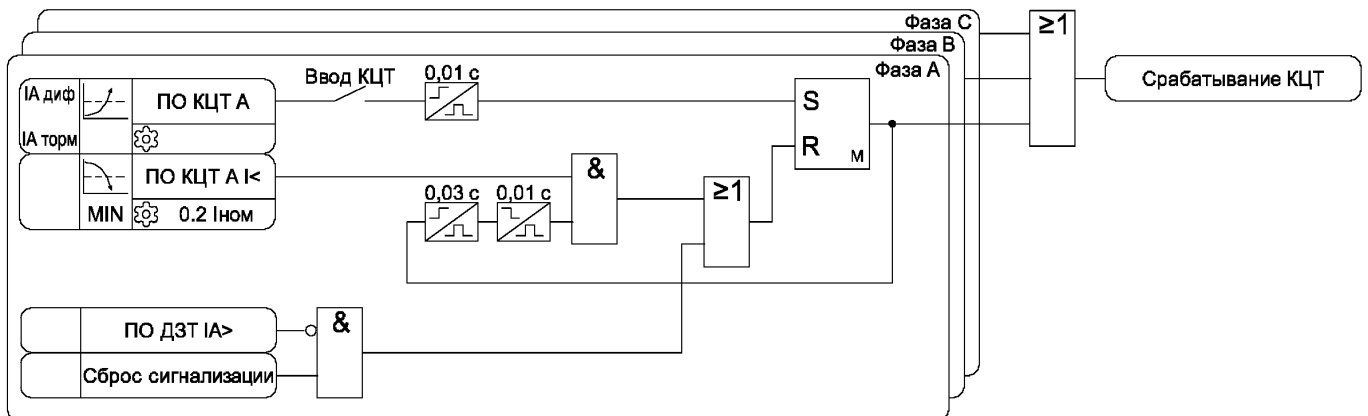 Фаза С
Фаза В
Фаза А
≥1
Срабатывание КЦТ
IA диф
IA торм
ПО КЦТ А
Ввод КЦТ
0,01 с
S
R
М
ПО КЦТ А I<
MIN
0.2 Iном
0,03 с
0,01 с
&
≥1
ПО ДЗТ IA>
Сброс сигнализации
&